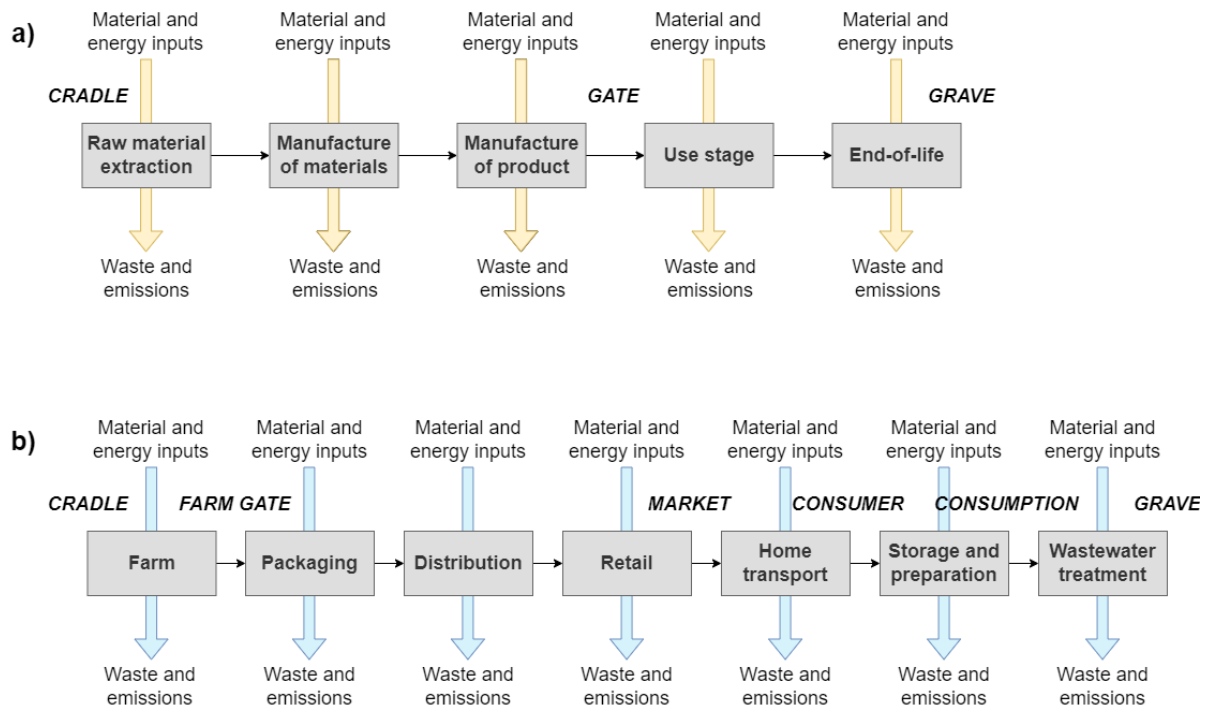 a)
Material and
energy inputs
Material and
energy inputs
Material and
energy inputs
Material and
energy inputs
Material and
energy inputs
CRADLE
GATE
GRAVE
Raw material
extraction
Manufacture
of materials
Manufacture
of product
Use stage
End-of-life
Waste and
emissions
Waste and
emissions
Waste and
emissions
Waste and
emissions
Waste and
emissions
b)
Material and
energy inputs
Material and
energy inputs
Material and
energy inputs
Material and
energy inputs
Material and
energy inputs
Material and
energy inputs
Material and
energy inputs
CRADLE
FARM GATE
MARKET
CONSUMER
CONSUMPTION
GRAVE
Farm
Packaging
Distribution
Retail
Home
transport
Storage and
preparation
Wastewater
treatment
Waste and
emissions
Waste and
emissions
Waste and
emissions
Waste and
emissions
Waste and
emissions
Waste and
emissions
Waste and
emissions